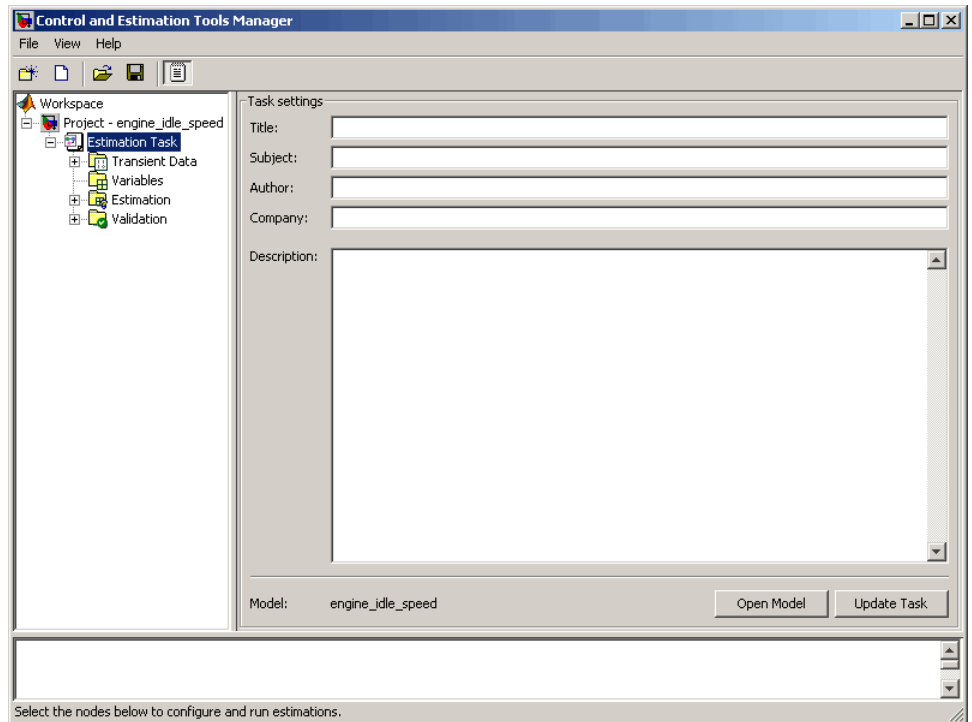 Control and Estimation Tools Manager
File View Help
Workspace
Project - engine_idle_speed
Estimation Task
Transient Data
Variables
Estimation
Validation
Task settings
Title:
Subject:
Author:
Company:
Description:
Model: engine_idle_speed
Open Model
Update Task
Select the nodes below to configure and run estimations.